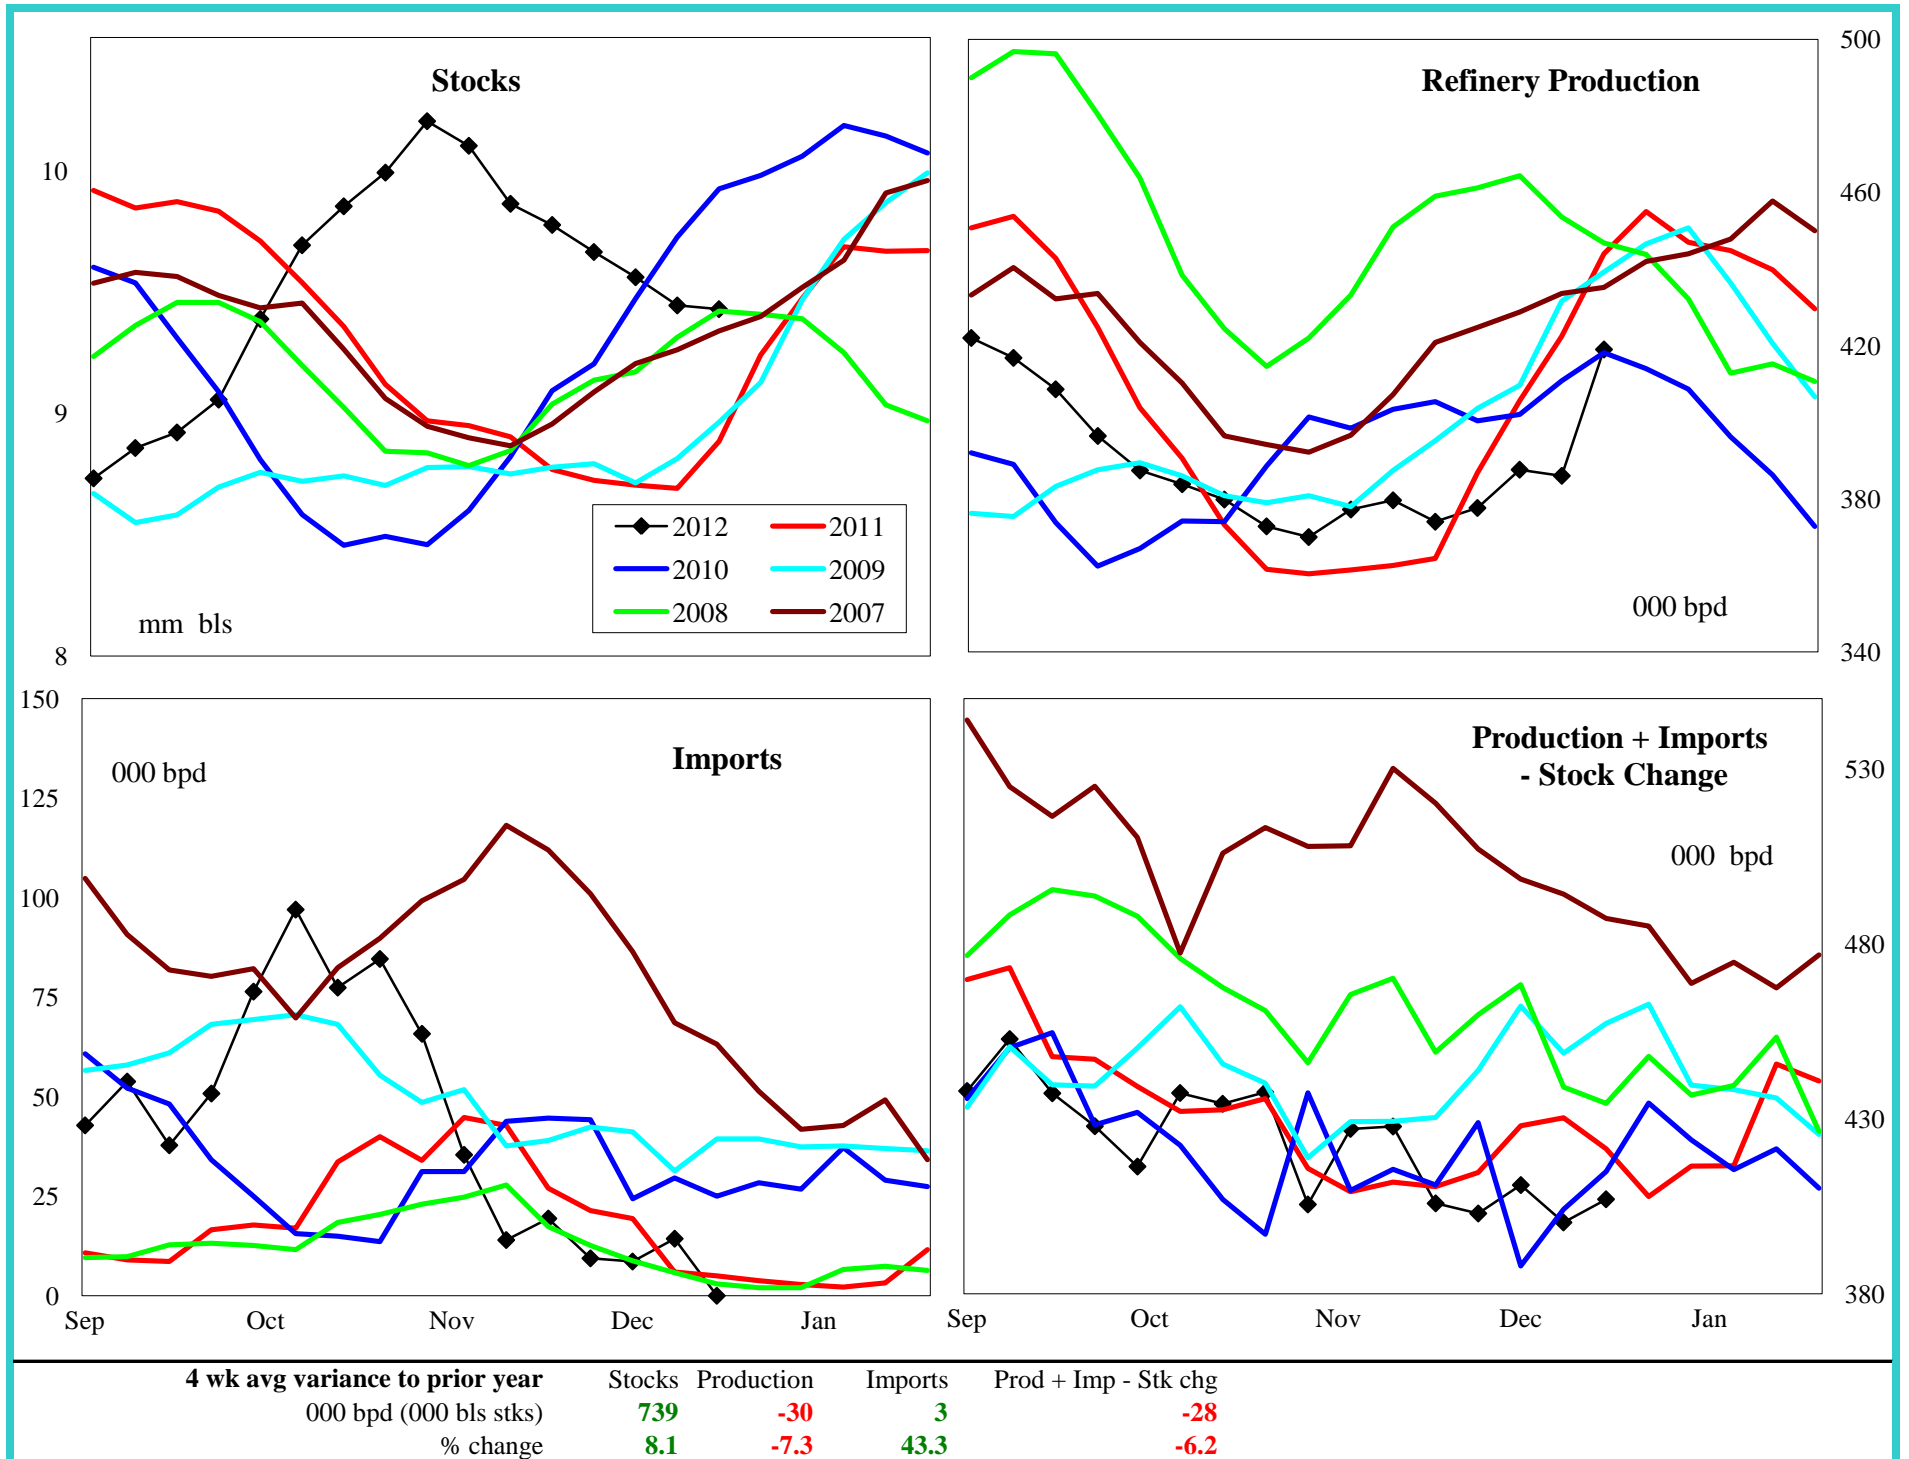 Stocks
10
9
8
mm bls
2012
2011
2010
2009
2008
2007
Refinery Production
500
460
420
380
340
000 bpd
Imports
000 bpd
150
125
100
75
50
25
0
Sep Oct Nov Dec Jan
Production + Imports
- Stock Change
000 bpd
530
480
430
380
Sep Oct Nov Dec Jan
4 wk avg variance to prior year Stocks Production Imports Prod + Imp - Stk chg
000 bpd (000 bls stks) 739 -30 3 -28
% change 8.1 -7.3 43.3 -6.2